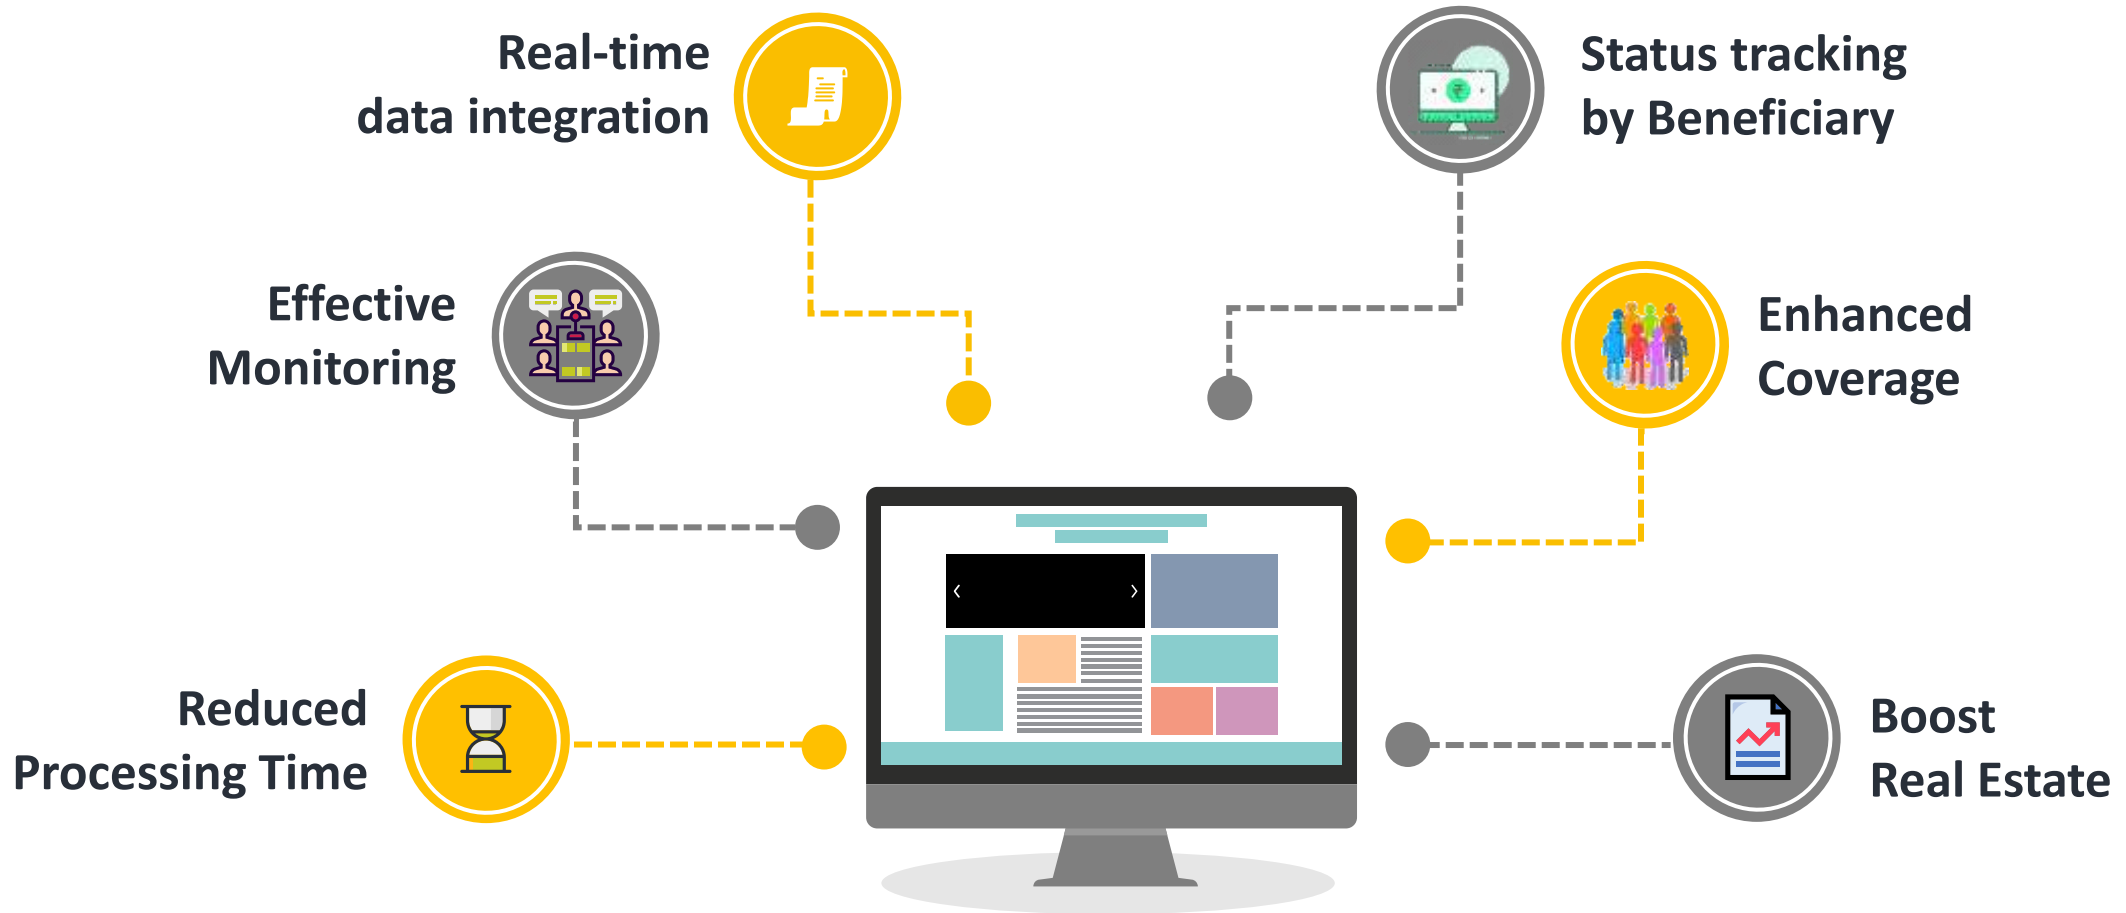 Real-time
data integration
Status tracking
by Beneficiary
Effective
Monitoring
Enhanced
Coverage
Reduced
Processing Time
Boost
Real Estate